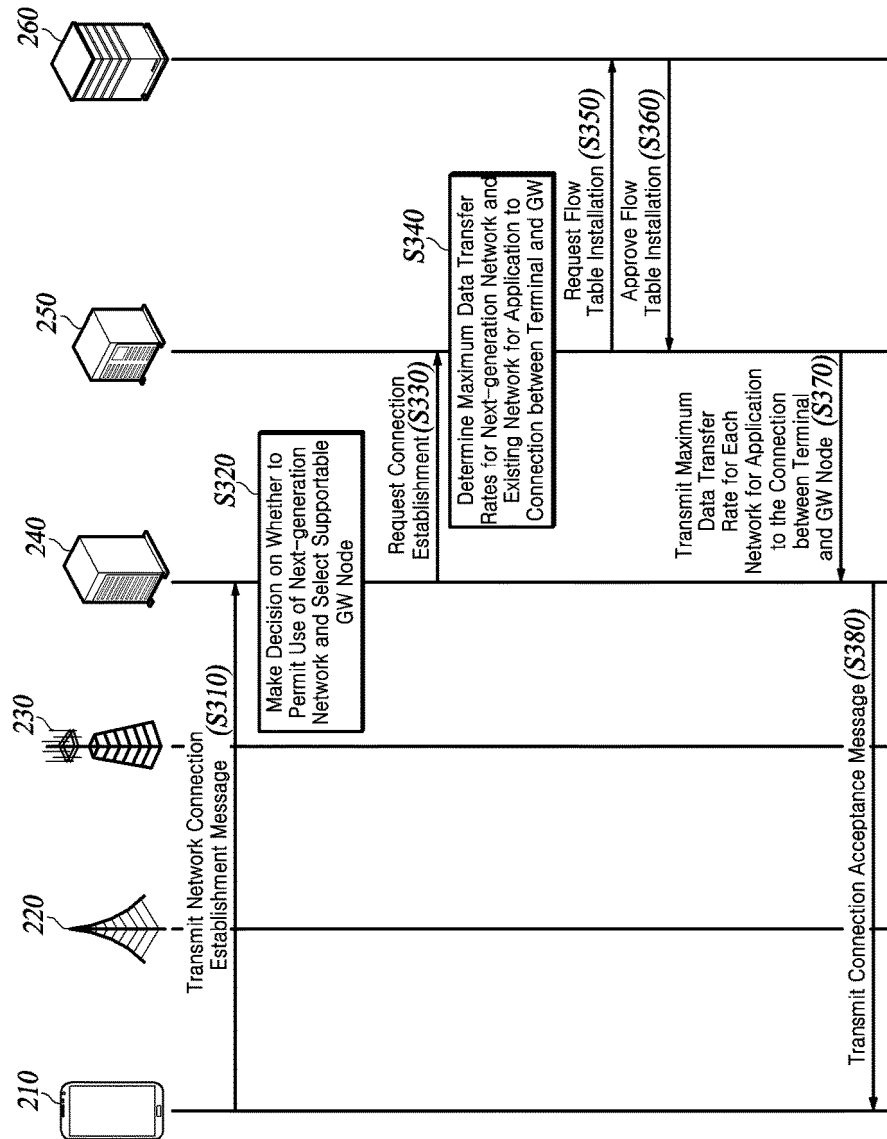 210
220
230
240
250
260
Transmit Network Connection
Establishment Message (S310)
S320
Make Decision on Whether to
Permit Use of Next-generation
Network and Select Supportable
GW Node
Request Connection
Establishment (S330)
S340
Determine Maximum Data Transfer
Rates for Next-generation Network and
Existing Network for Application to
Connection between Terminal and GW
Request Flow
Table Installation (S350)
Approve Flow
Table Installation (S360)
Transmit Maximum
Data Transfer
Rate for Each
Network for Application
to the Connection
between Terminal
and GW Node (S370)
Transmit Connection Acceptance Message (S380)